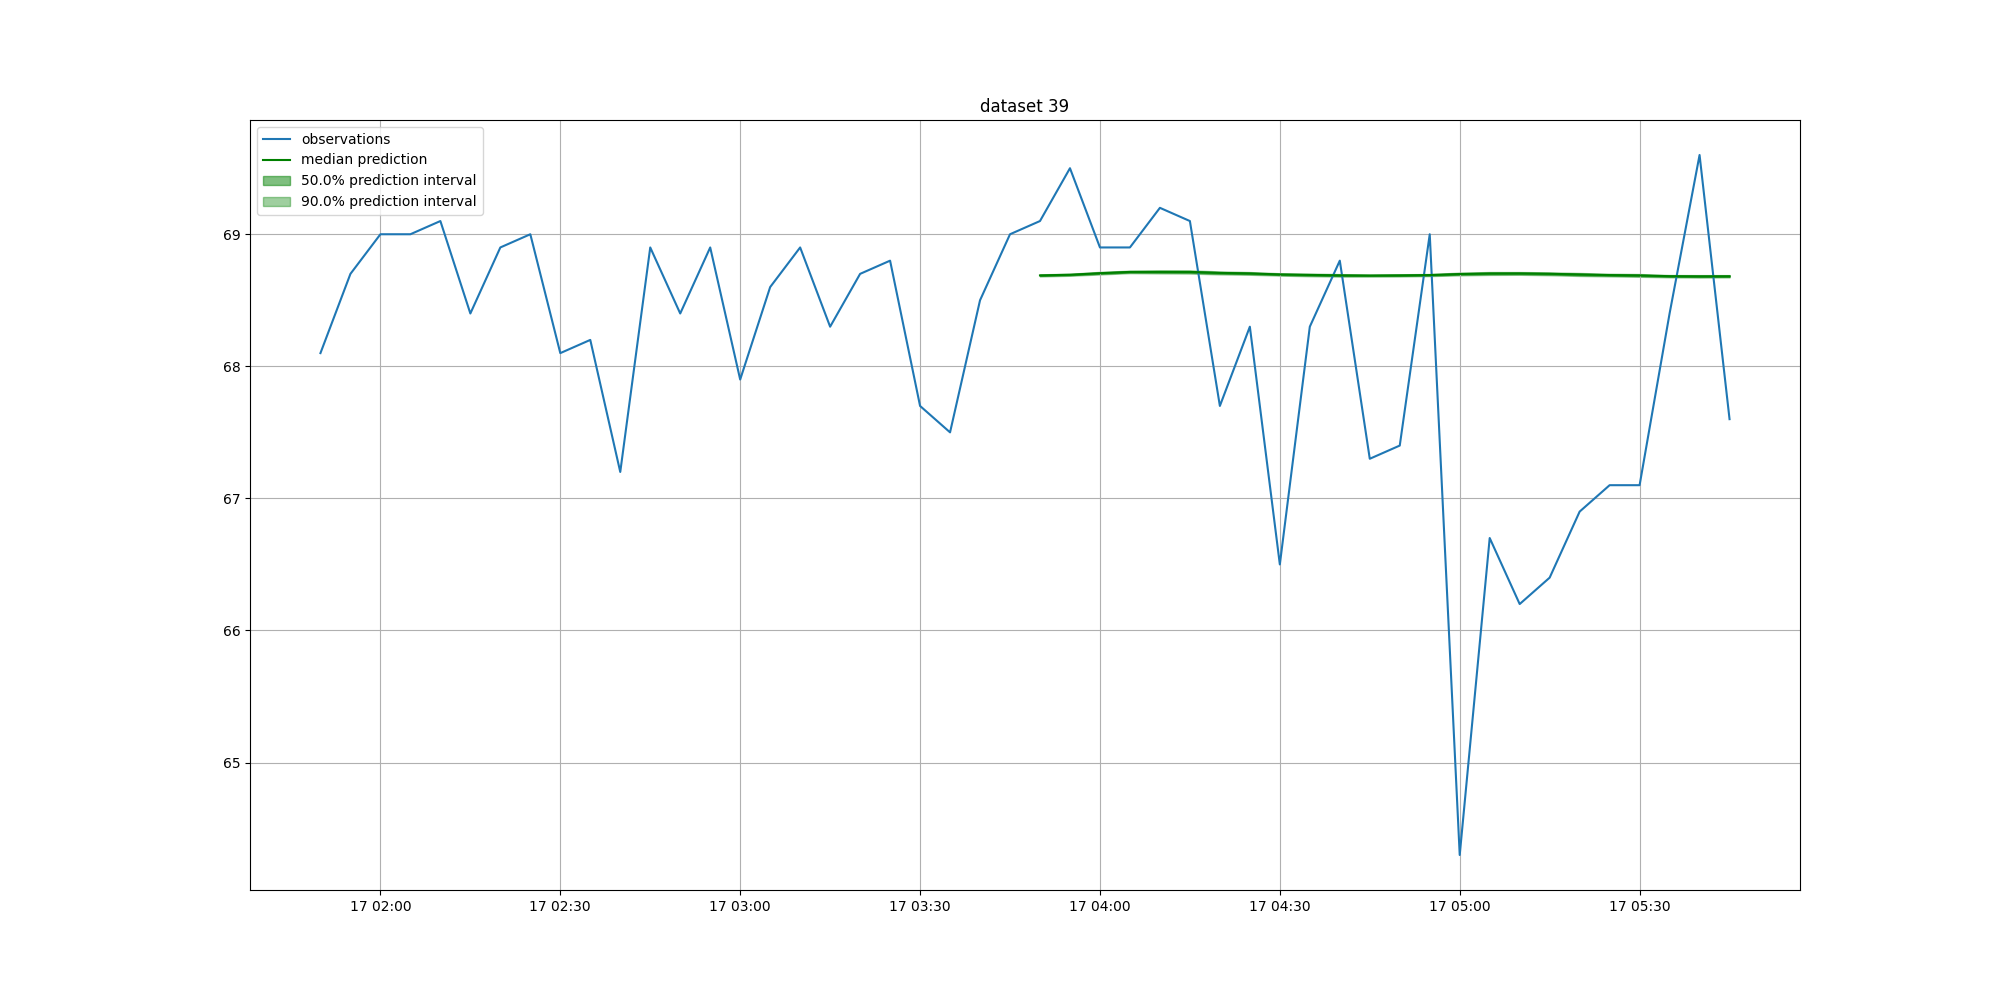 dataset 39
observations
median prediction
50.0% prediction interval
90.0% prediction interval
69
68
67
66
65
17 02:00 17 02:30 17 03:00 17 03:30 17 04:00 17 04:30 17 05:00 17 05:30